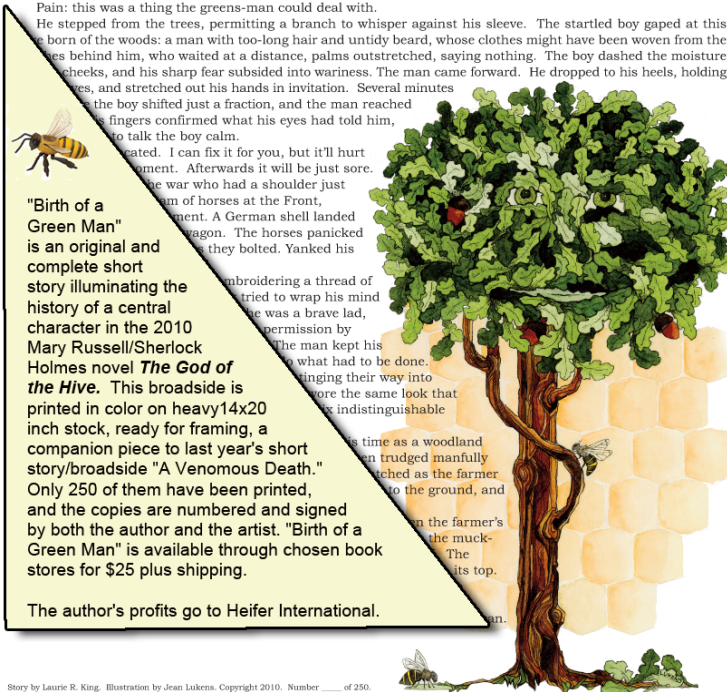 Pain: this was a thing the greens-man could deal with.
He stepped from the trees, permitting a branch to whisper against his sleeve. The startled boy gaped at this
born of the woods: a man with too-long hair and untidy beard, whose clothes might have been woven from the
behind him, who waited at a distance, palms outstretched, saying nothing. The boy dashed the moisture
cheeks, and his sharp fear subsided into wariness. The man came forward. He dropped to his heels, holding
and stretched out his hands in invitation. Several minutes
the boy shifted just a fraction, and the man reached
fingers confirmed what his eyes had told him,
to talk the boy calm.
I can fix it for you, but it'll hurt
Afterwards it will be just sore.
war who had a shoulder just
of horses at the Front,
A German shell landed
The horses panicked
they bolted. Yanked his
a thread of
tried to wrap his mind
was a brave lad,
permission by
The man kept his
what had to be done.
their way into
the same look that
indistinguishable
time as a woodland
trudged manfully
as the farmer
to the ground, and
the farmer's
the muck-
The
its top.
"Birth of a
Green Man"
is an original and
complete short
story illuminating the
history of a central
character in the 2010
Mary Russell/Sherlock
Holmes novel The God of
the Hive. This broadside is
printed in color on heavy14x20
inch stock, ready for framing, a
companion piece to last year's short
story/broadside "A Venomous Death."
Only 250 of them have been printed,
and the copies are numbered and signed
by both the author and the artist. "Birth of a
Green Man" is available through chosen book
stores for $25 plus shipping.
The author's profits go to Heifer International.
Story by Laurie R. King. Illustration by Jean Lukens. Copyright 2010. Number ____ of 250.